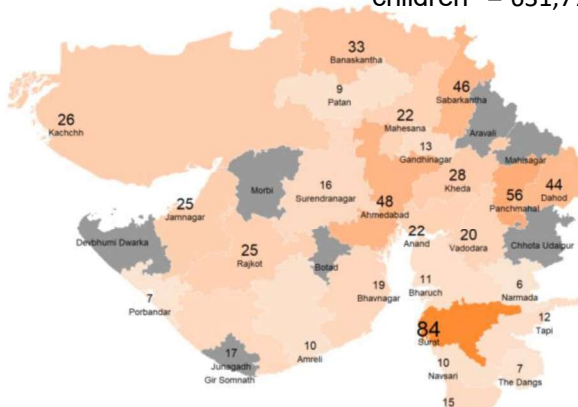 children = 651,77
33
Banaskantha
9
Patan
46
Sabarkantha
26
Kachchh
22
Mahesana
Aravali
13
Gandhinagar
Mahisagar
Morbi
16
Surendranagar
28
Kheda
56
Panchmahal
44
Dahod
25
Jamnagar
48
Ahmedabad
22
Anand
20
Vadodara
Chhota Udaipur
Devbhumi Dwarka
25
Rajkot
Botad
19
Bhavnagar
11
Bharuch
6
Narmada
7
Porbandar
84
Surat
12
Tapi
17
Junagadh
Gir Somnath
10
Amreli
10
Navsari
7
The Dangs
15